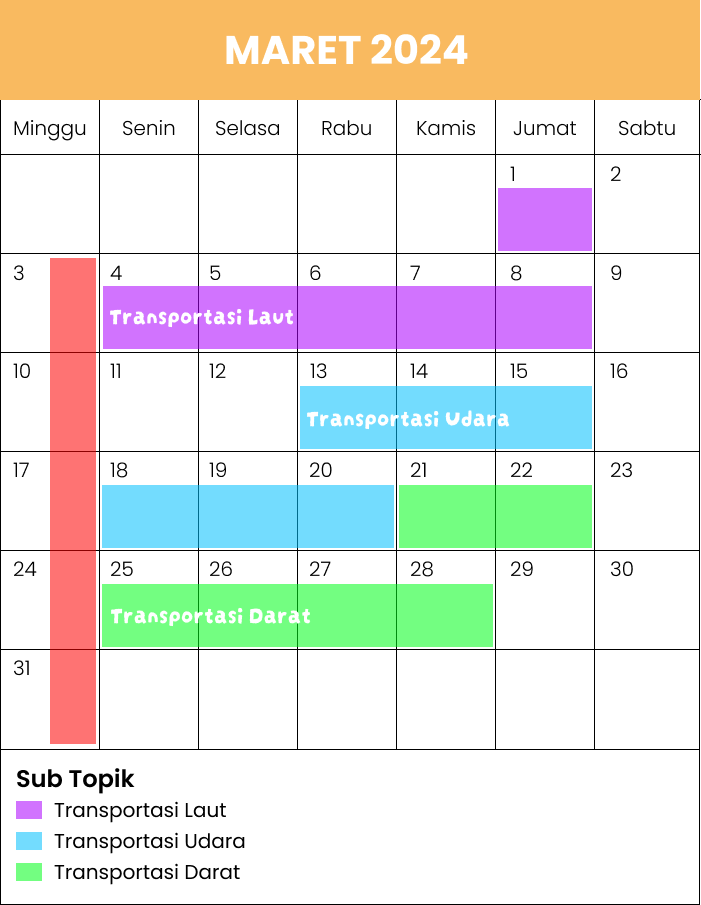 MARET 2024
Minggu Senin Selasa Rabu Kamis Jumat Sabtu
1 2
3 4 5 6 7 8 9
Transportasi Laut
10 11 12 13 14 15 16
Transportasi Udara
17 18 19 20 21 22 23
24 25 26 27 28 29 30
Transportasi Darat
31
Sub Topik
Transportasi Laut
Transportasi Udara
Transportasi Darat